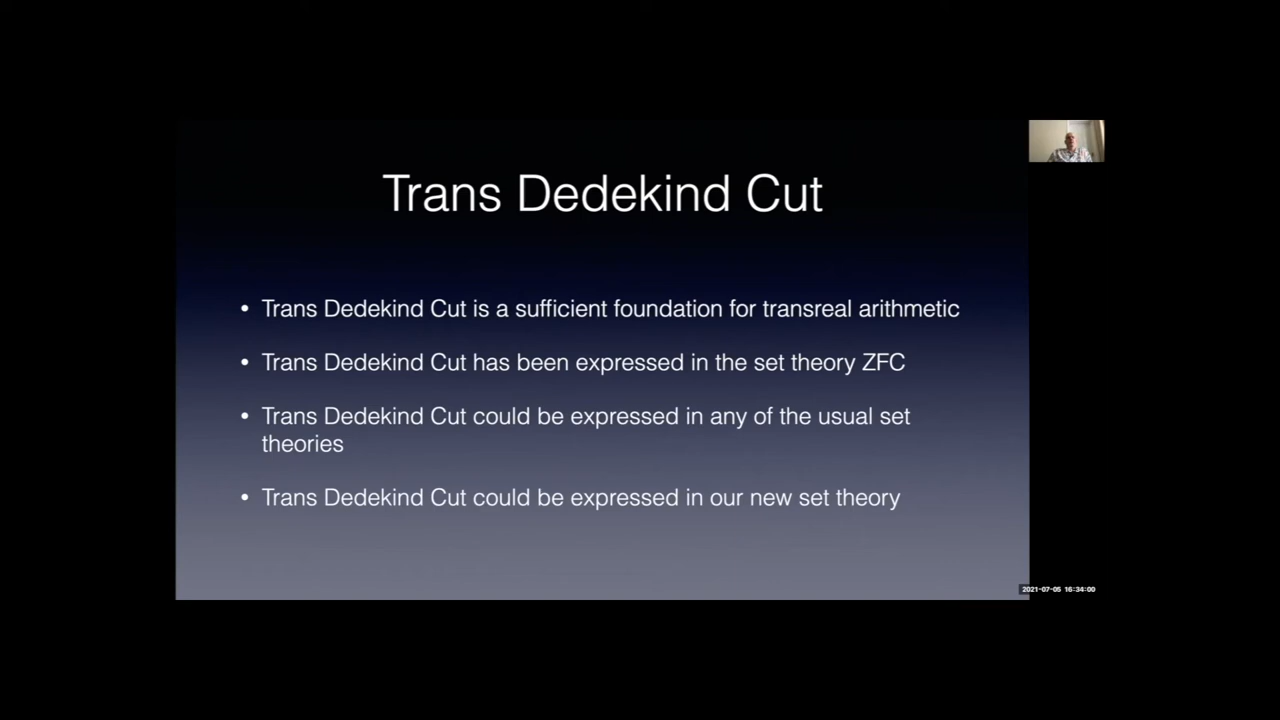 Trans Dedekind Cut
• Trans Dedekind Cut is a sufficient foundation for transreal arithmetic
• Trans Dedekind Cut has been expressed in the set theory ZFC
• Trans Dedekind Cut could be expressed in any of the usual set
theories
• Trans Dedekind Cut could be expressed in our new set theory
2021-07-05 16:34:00